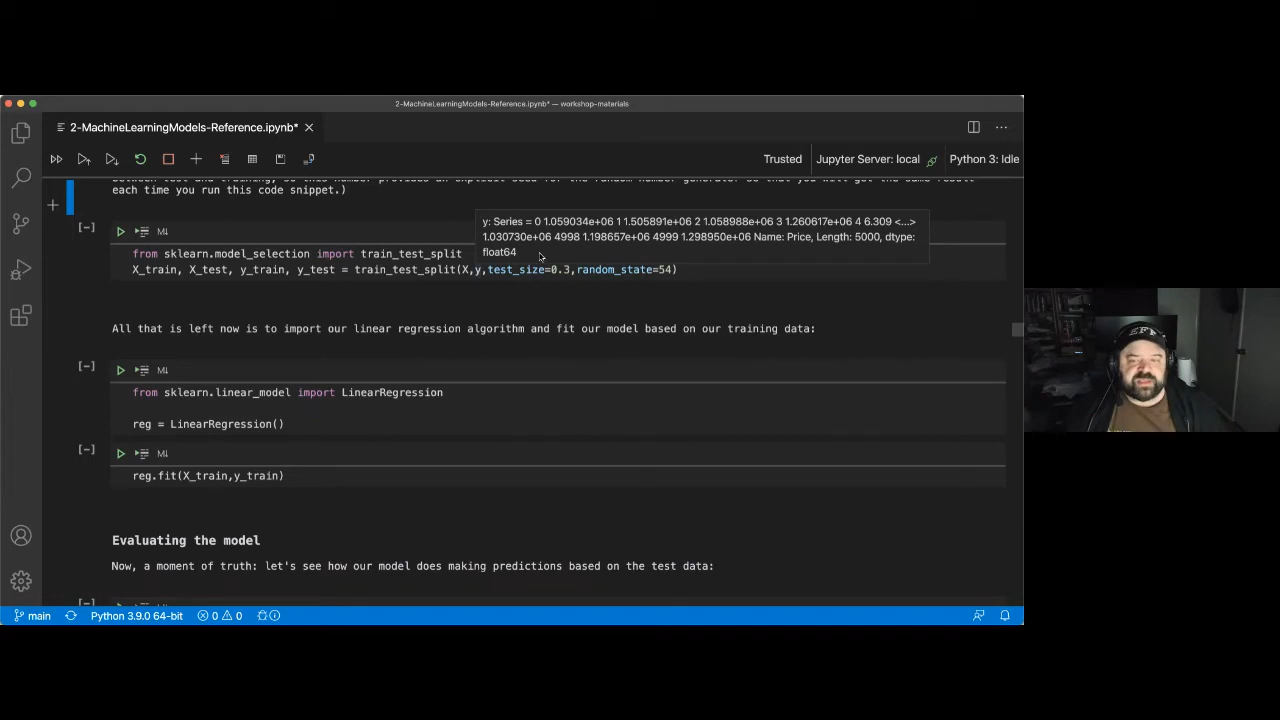 2-MachineLearningModels-Reference.ipynb* — workshop-materials
2-MachineLearningModels-Reference.ipynb*
Trusted
Jupyter Server: local
Python 3: Idle
each time you run this code snippet.)
y: Series = 0 1.059034e+06 1 1.505891e+06 2 1.058988e+06 3 1.260617e+06 4 6.309 <...>
1.030730e+06 4998 1.198657e+06 4999 1.298950e+06 Name: Price, Length: 5000, dtype:
float64
[-]
M↓
from sklearn.model_selection import train_test_split
X_train, X_test, y_train, y_test = train_test_split(X,y,test_size=0.3,random_state=54)
All that is left now is to import our linear regression algorithm and fit our model based on our training data:
[-]
M↓
from sklearn.linear_model import LinearRegression
reg = LinearRegression()
[-]
M↓
reg.fit(X_train,y_train)
Evaluating the model
Now, a moment of truth: let's see how our model does making predictions based on the test data:
main
Python 3.9.0 64-bit
0
0
EFF